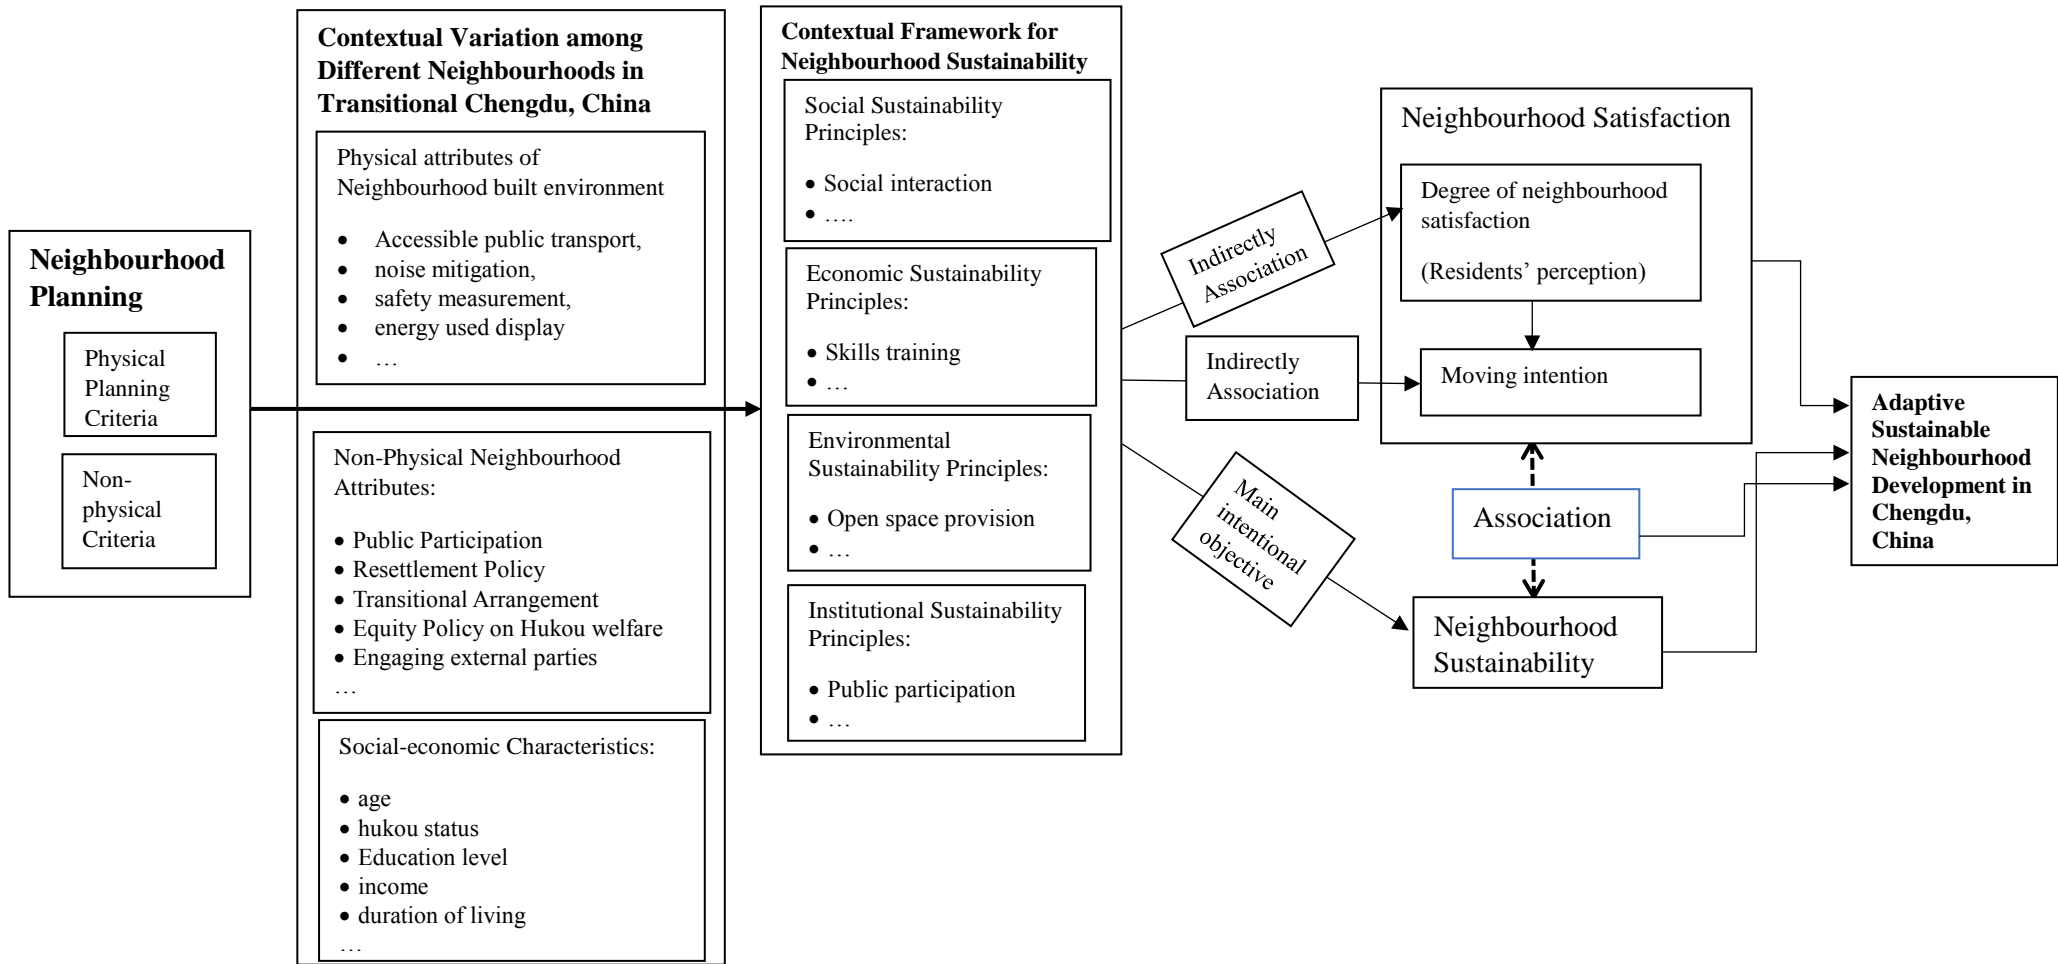 Neighbourhood
Planning
Physical
Planning
Criteria
Non-
physical
Criteria
Contextual Variation among
Different Neighbourhoods in
Transitional Chengdu, China
Physical attributes of
Neighbourhood built environment
• Accessible public transport,
• noise mitigation,
• safety measurement,
• energy used display
• …
Non-Physical Neighbourhood
Attributes:
• Public Participation
• Resettlement Policy
• Transitional Arrangement
• Equity Policy on Hukou welfare
• Engaging external parties
…
Social-economic Characteristics:
• age
• hukou status
• Education level
• income
• duration of living
…
Contextual Framework for
Neighbourhood Sustainability
Social Sustainability
Principles:
• Social interaction
• ….
Economic Sustainability
Principles:
• Skills training
• …
Environmental
Sustainability Principles:
• Open space provision
• …
Institutional Sustainability
Principles:
• Public participation
• …
Indirectly
Association
Indirectly
Association
Main
intentional
objective
Neighbourhood Satisfaction
Degree of neighbourhood
satisfaction
(Residents’ perception)
Moving intention
Association
Neighbourhood
Sustainability
Adaptive
Sustainable
Neighbourhood
Development in
Chengdu,
China